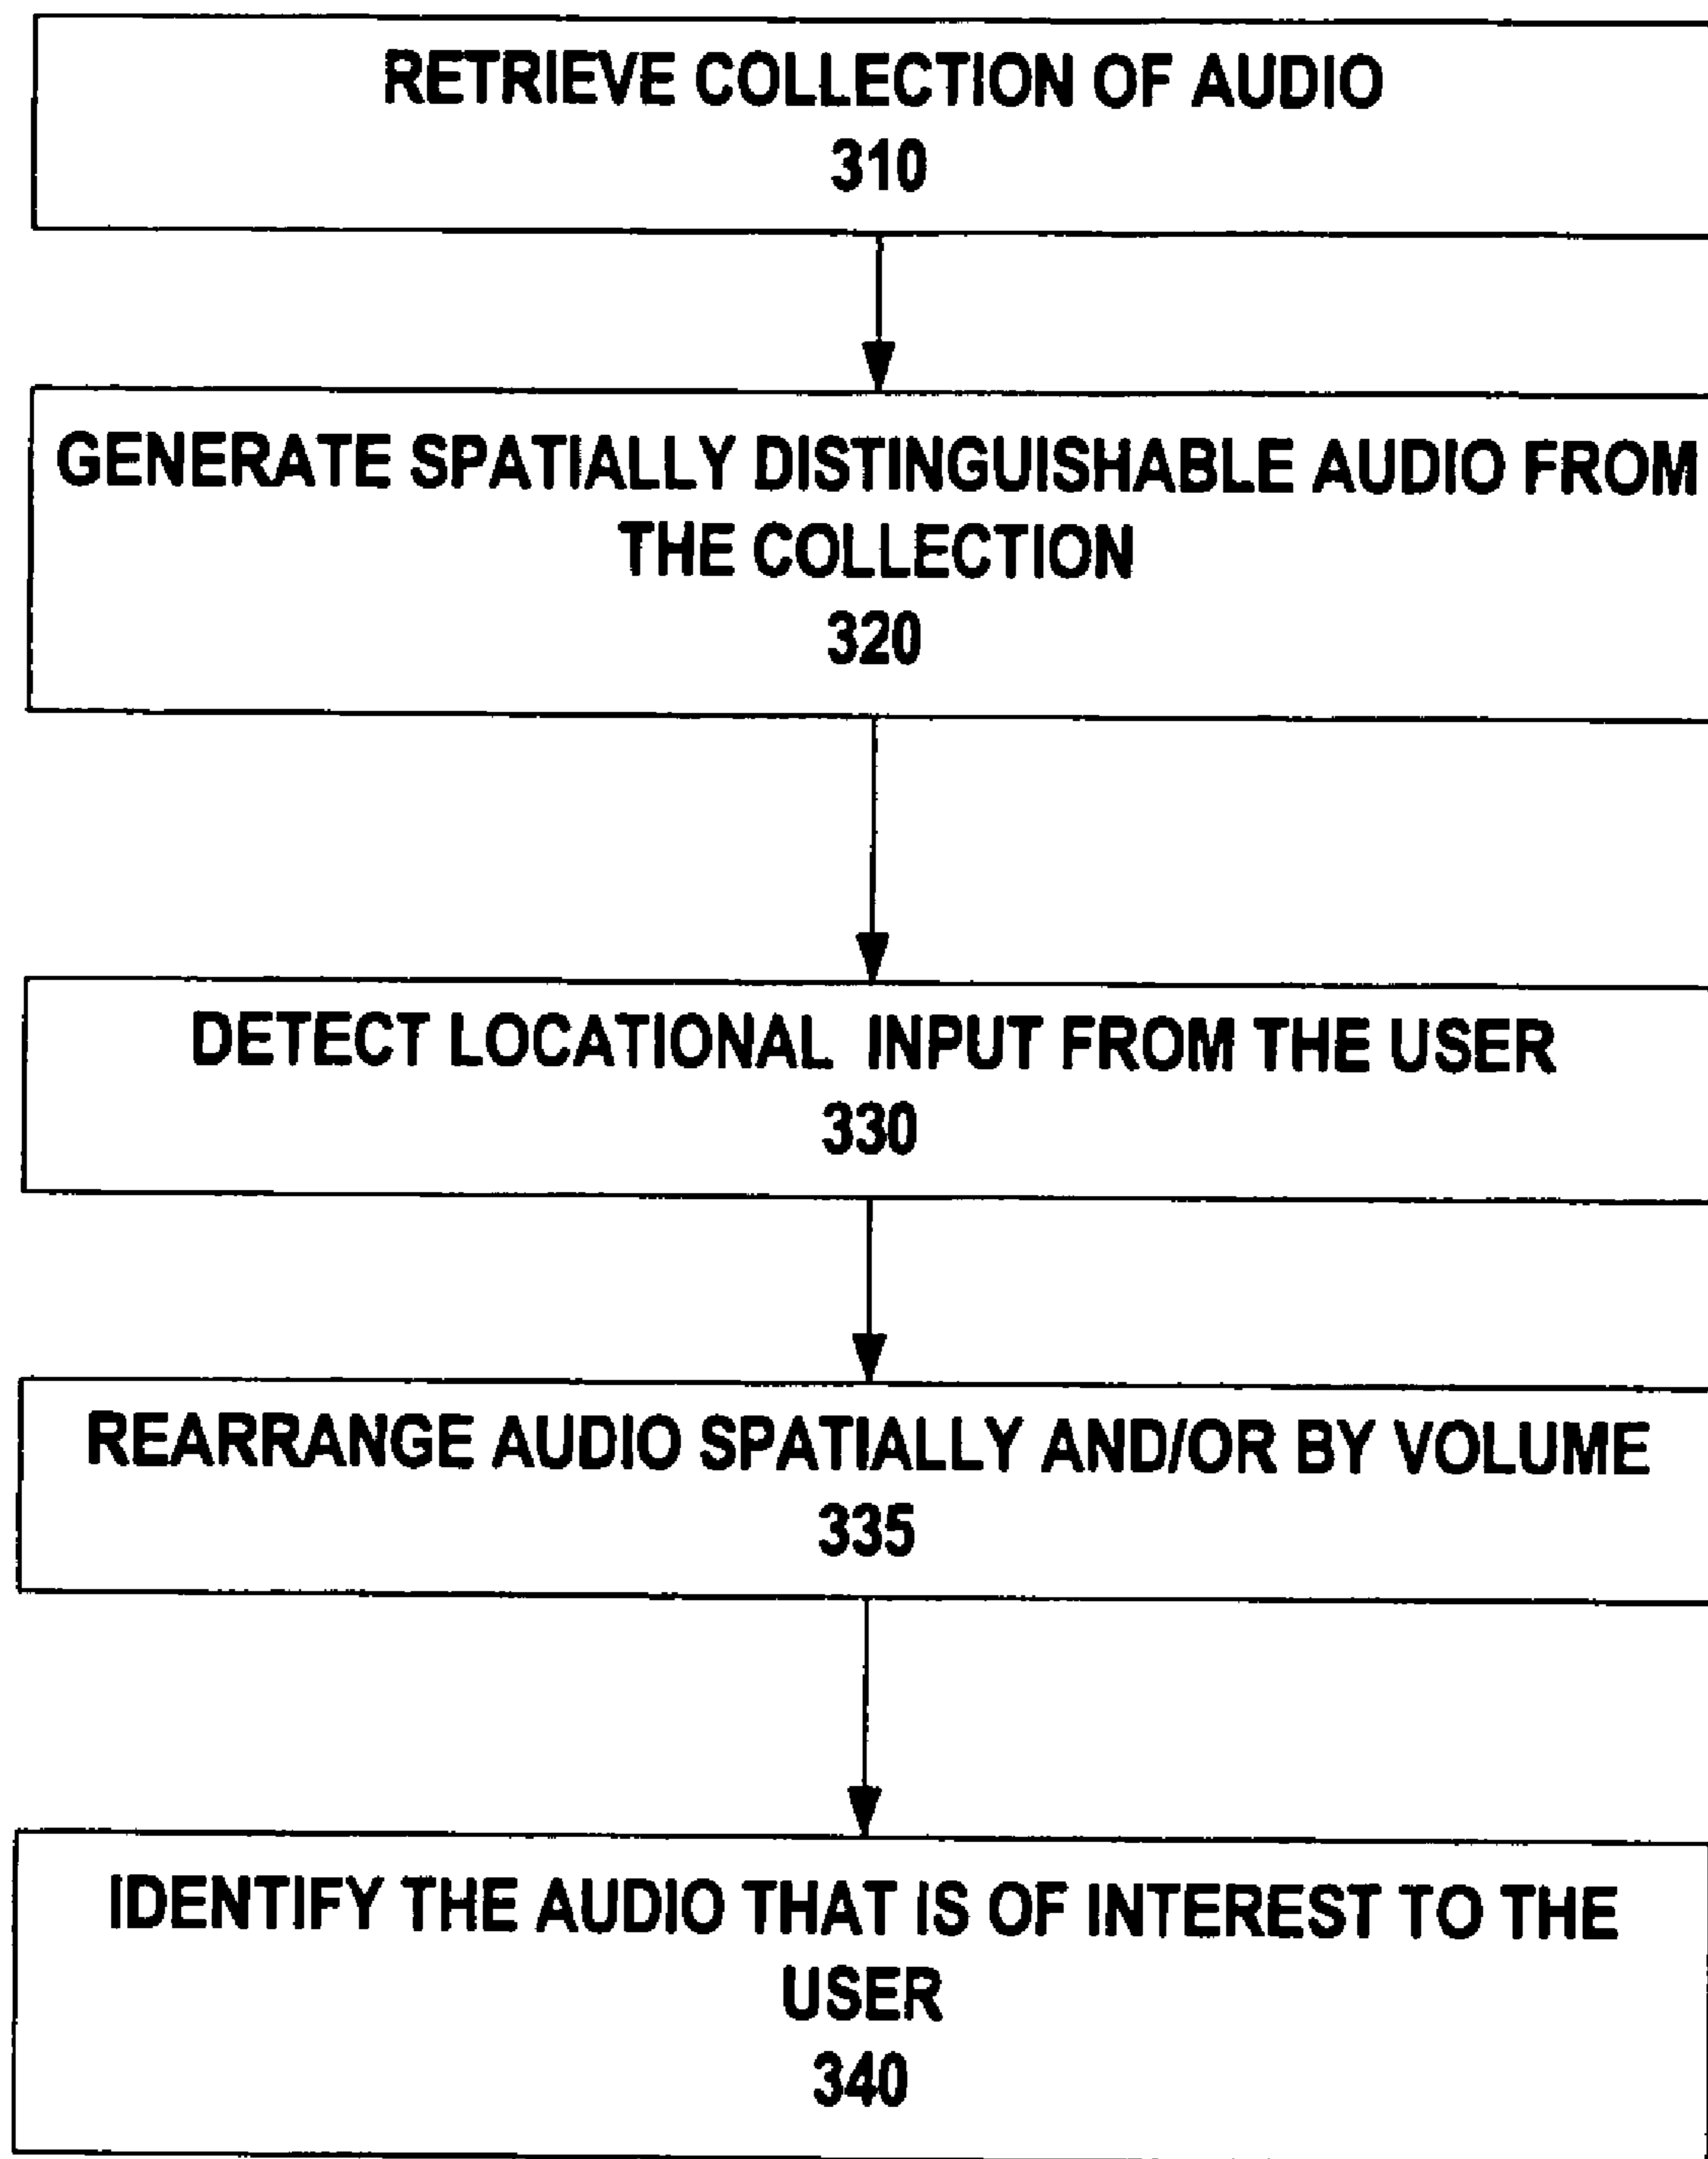 RETRIEVE COLLECTION OF AUDIO
310
GENERATE SPATIALLY DISTINGUISHABLE AUDIO FROM
THE COLLECTION
320
DETECT LOCATIONAL INPUT FROM THE USER
330
REARRANGE AUDIO SPATIALLY AND/OR BY VOLUME
335
IDENTIFY THE AUDIO THAT IS OF INTEREST TO THE
USER
340